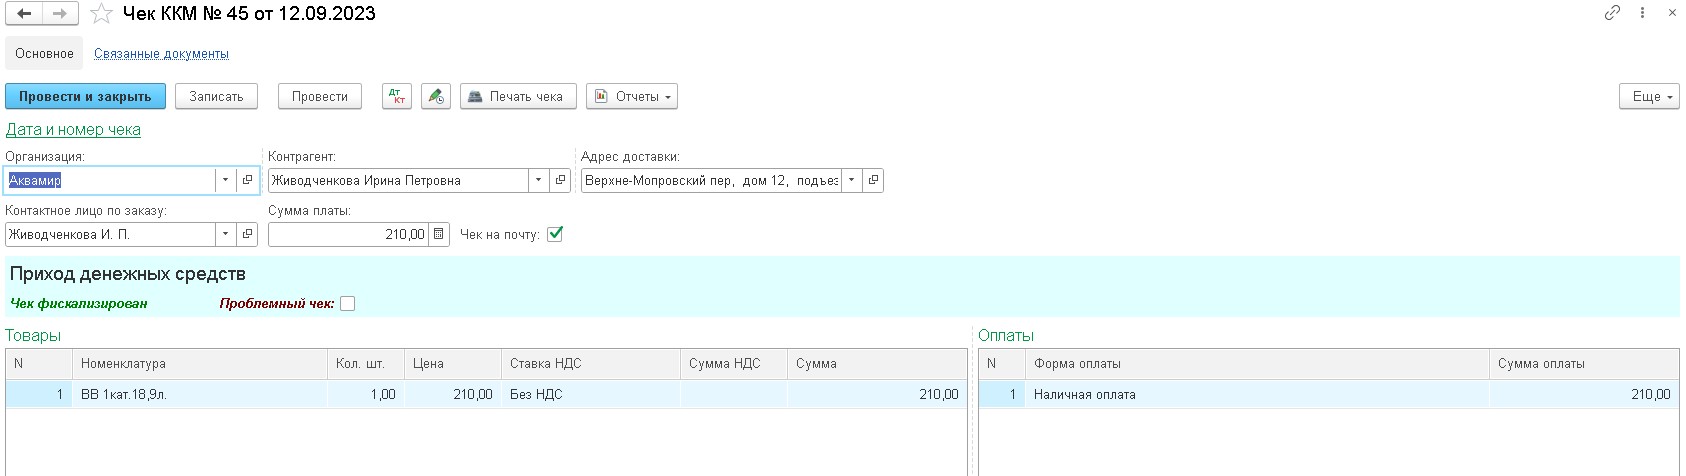 Чек ККМ № 45 от 12.09.2023
Основное Связанные документы
Провести и закрыть Записать Провести Дт Кт Печать чека Отчеты Еще
Дата и номер чека
Организация: Контрагент: Адрес доставки:
Аквамир Живодченкова Ирина Петровна Верхне-Мопровский пер, дом 12, подъез
Контактное лицо по заказу: Сумма платы:
Живодченкова И. П. 210,00 Чек на почту:
Приход денежных средств
Чек фискализирован Проблемный чек:
Товары Оплаты
N Номенклатура Кол. шт. Цена Ставка НДС Сумма НДС Сумма N Форма оплаты Сумма оплаты
1 ВВ 1кат.18,9л. 1,00 210,00 Без НДС 210,00 1 Наличная оплата 210,00